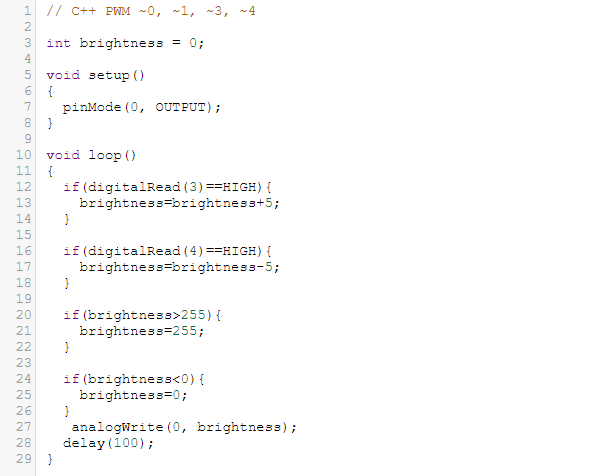 1 // C++ PWM ~0, ~1, ~3, ~4
2
3 int brightness = 0;
4
5 void setup()
6 {
7   pinMode(0, OUTPUT);
8 }
9
10 void loop()
11 {
12   if(digitalRead(3)==HIGH){
13     brightness=brightness+5;
14   }
15
16   if(digitalRead(4)==HIGH){
17     brightness=brightness-5;
18   }
19
20   if(brightness>255){
21     brightness=255;
22   }
23
24   if(brightness<0){
25     brightness=0;
26   }
27    analogWrite(0, brightness);
28   delay(100);
29 }